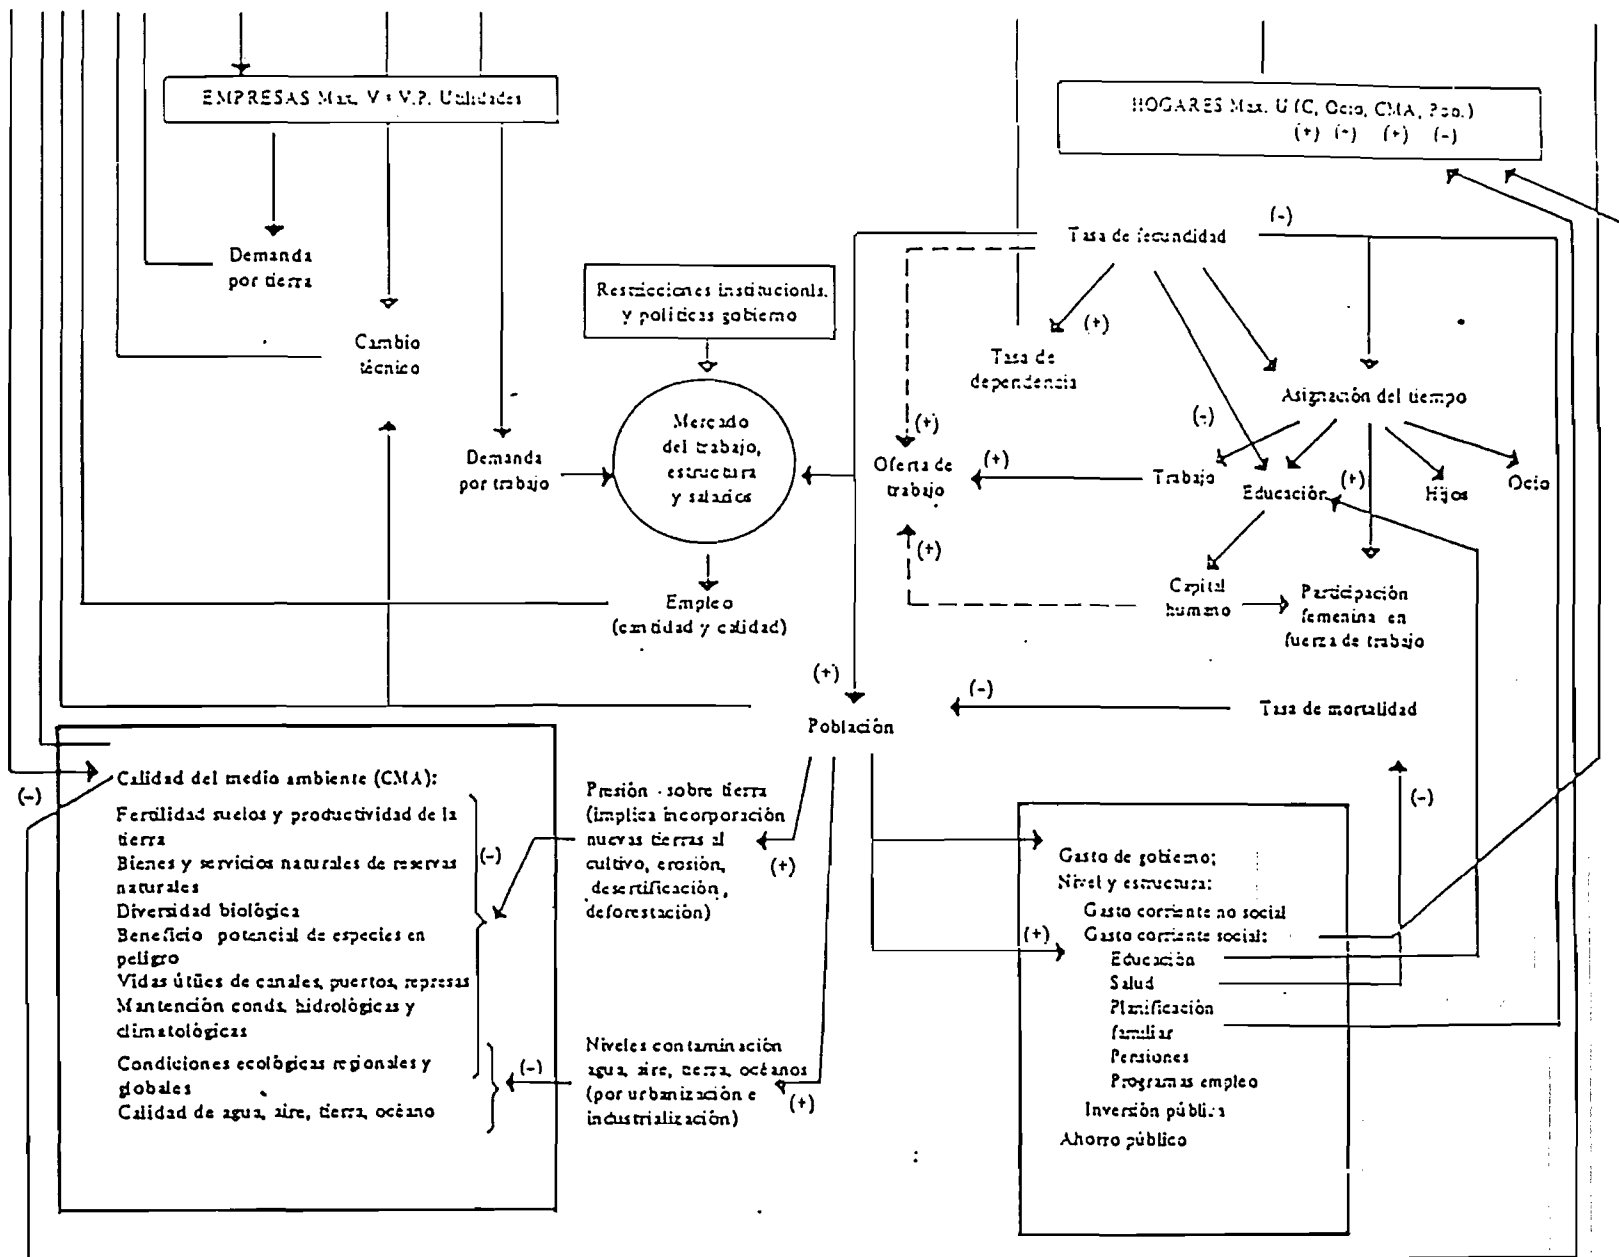 EMPRESAS Max. V = V.P. Utilidades
HOGARES Max. U (C, Ocio, CMA, Pob.)
(+) (+) (+) (-)
Demanda
por tierra
Cambio
técnico
Demanda
por trabajo
Restricciones institucionls.
y políticas gobierno
Mercado
del trabajo,
estructura
y salarios
Empleo
(cantidad y calidad)
Tasa de fecundidad
(-)
(+)
Tasa de
dependencia
Asignación del tiempo
(-)
(+)
Oferta de
trabajo
(+)
Trabajo
Educación
(+)
Hijos
Ocio
(+)
Capital
humano
Participación
femenina en
fuerza de trabajo
(+)
(-)
Tasa de mortalidad
Población
(-)
Calidad del medio ambiente (CMA):
Fertilidad suelos y productividad de la
tierra
Bienes y servicios naturales de reservas
naturales
Diversidad biológica
Beneficio potencial de especies en
peligro
Vidas útiles de canales, puertos, represas
Mantención conds. hidrológicas y
climatológicas
Condiciones ecológicas regionales y
globales
Calidad de agua, aire, tierra, océano
(-)
(-)
Presión sobre tierra
(implica incorporación
nuevas tierras al
cultivo, erosión,
desertificación,
deforestación)
(+)
Niveles contaminación
agua, aire, tierra, océanos
(por urbanización e
industrialización)
(+)
(+)
(-)
Gasto de gobierno;
Nivel y estructura:
Gasto corriente no social
Gasto corriente social:
Educación
Salud
Planificación
familiar
Pensiones
Programas empleo
Inversión pública
Ahorro público